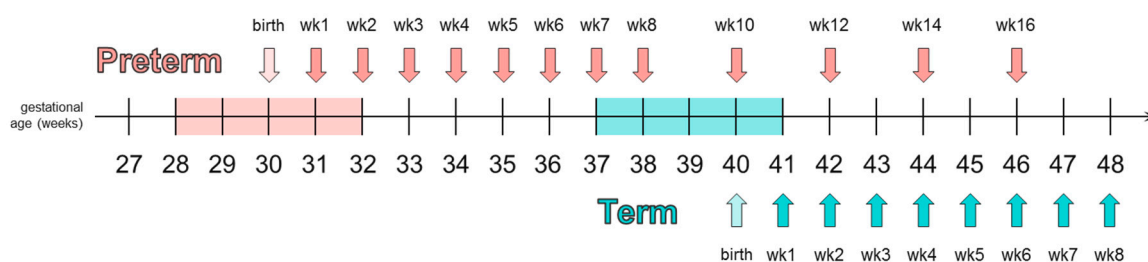 birth wk1 wk2 wk3 wk4 wk5 wk6 wk7 wk8 wk10 wk12 wk14 wk16
Preterm
gestational
age (weeks)
27 28 29 30 31 32 33 34 35 36 37 38 39 40 41 42 43 44 45 46 47 48
Term
birth wk1 wk2 wk3 wk4 wk5 wk6 wk7 wk8